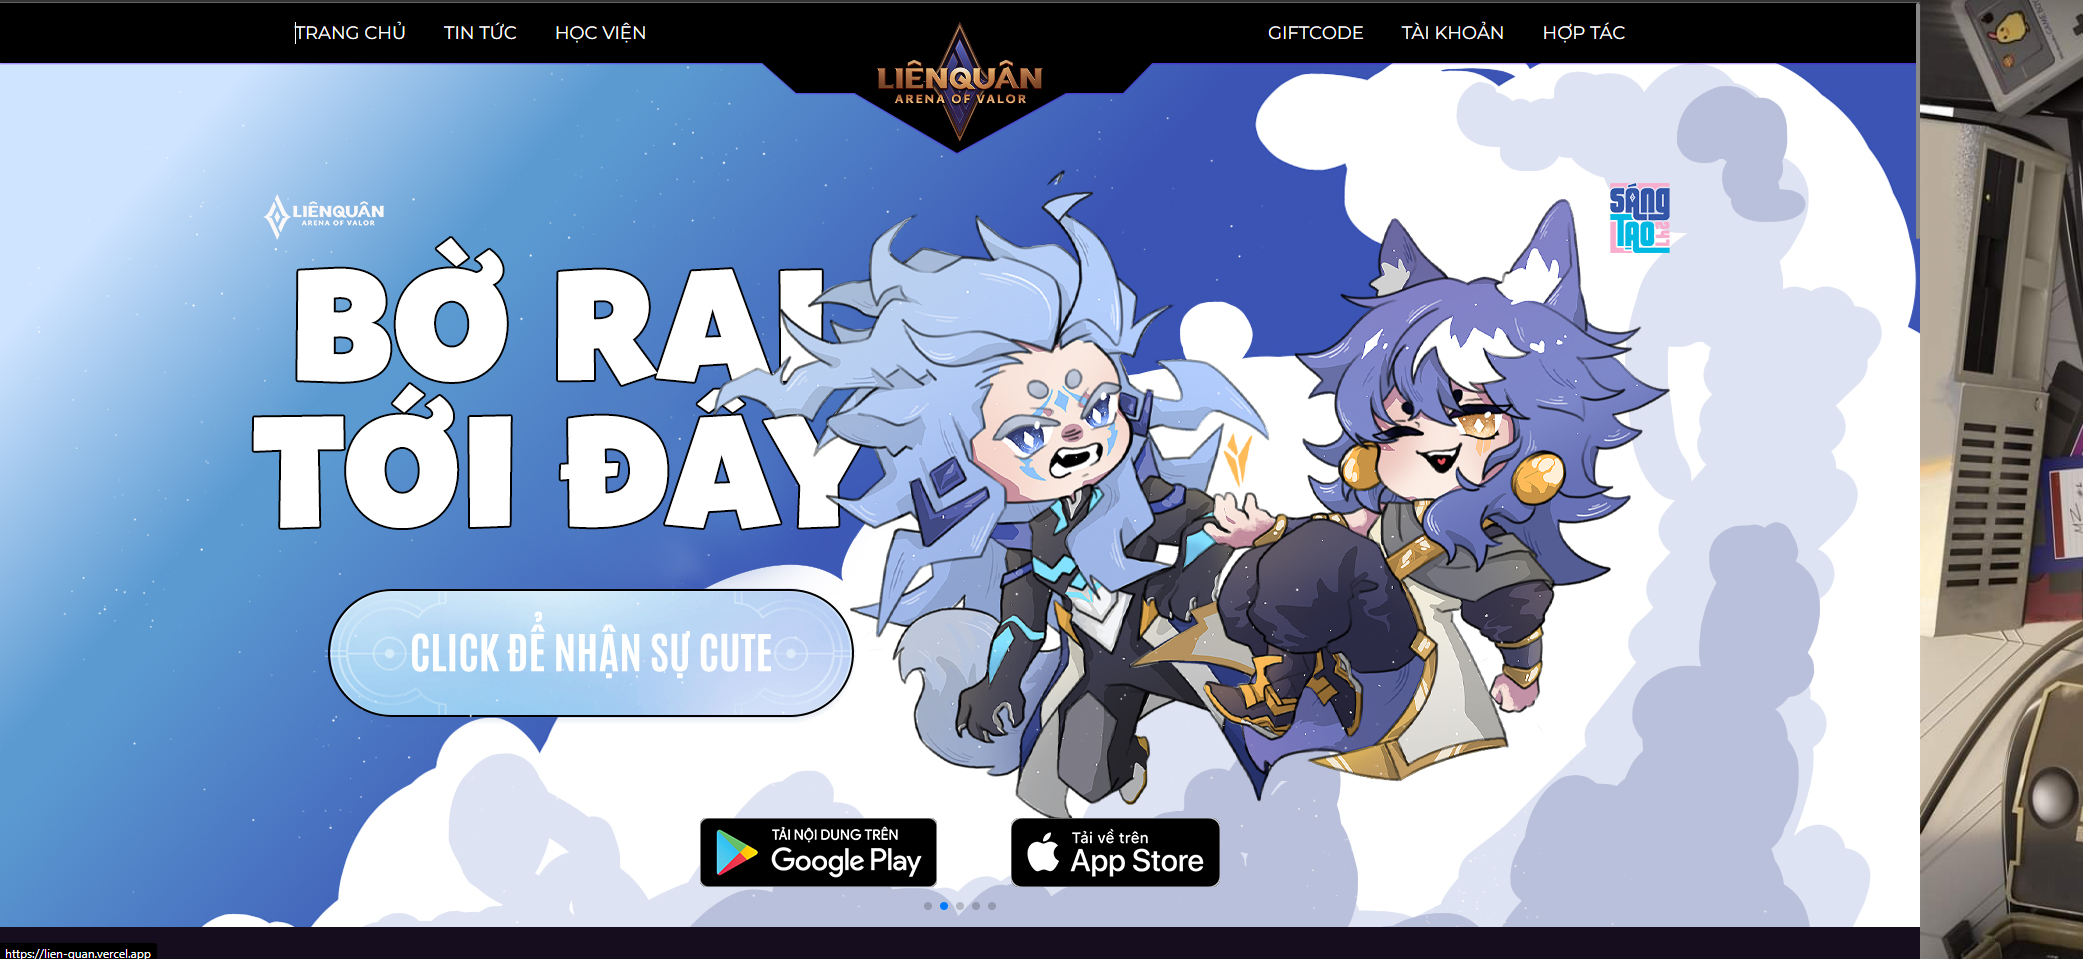 TRANG CHỦ TIN TỨC HỌC VIỆN
LIÊNQUÂN
ARENA OF VALOR
GIFTCODE TÀI KHOẢN HỢP TÁC
LIÊNQUÂN
ARENA OF VALOR
SÁNG
TẠO
BỜ RAI
TỚI ĐÂY
CLICK ĐỂ NHẬN SỰ CUTE
TẢI NỘI DUNG TRÊN
Google Play
Tải về trên
App Store
https://lien-quan.vercel.app